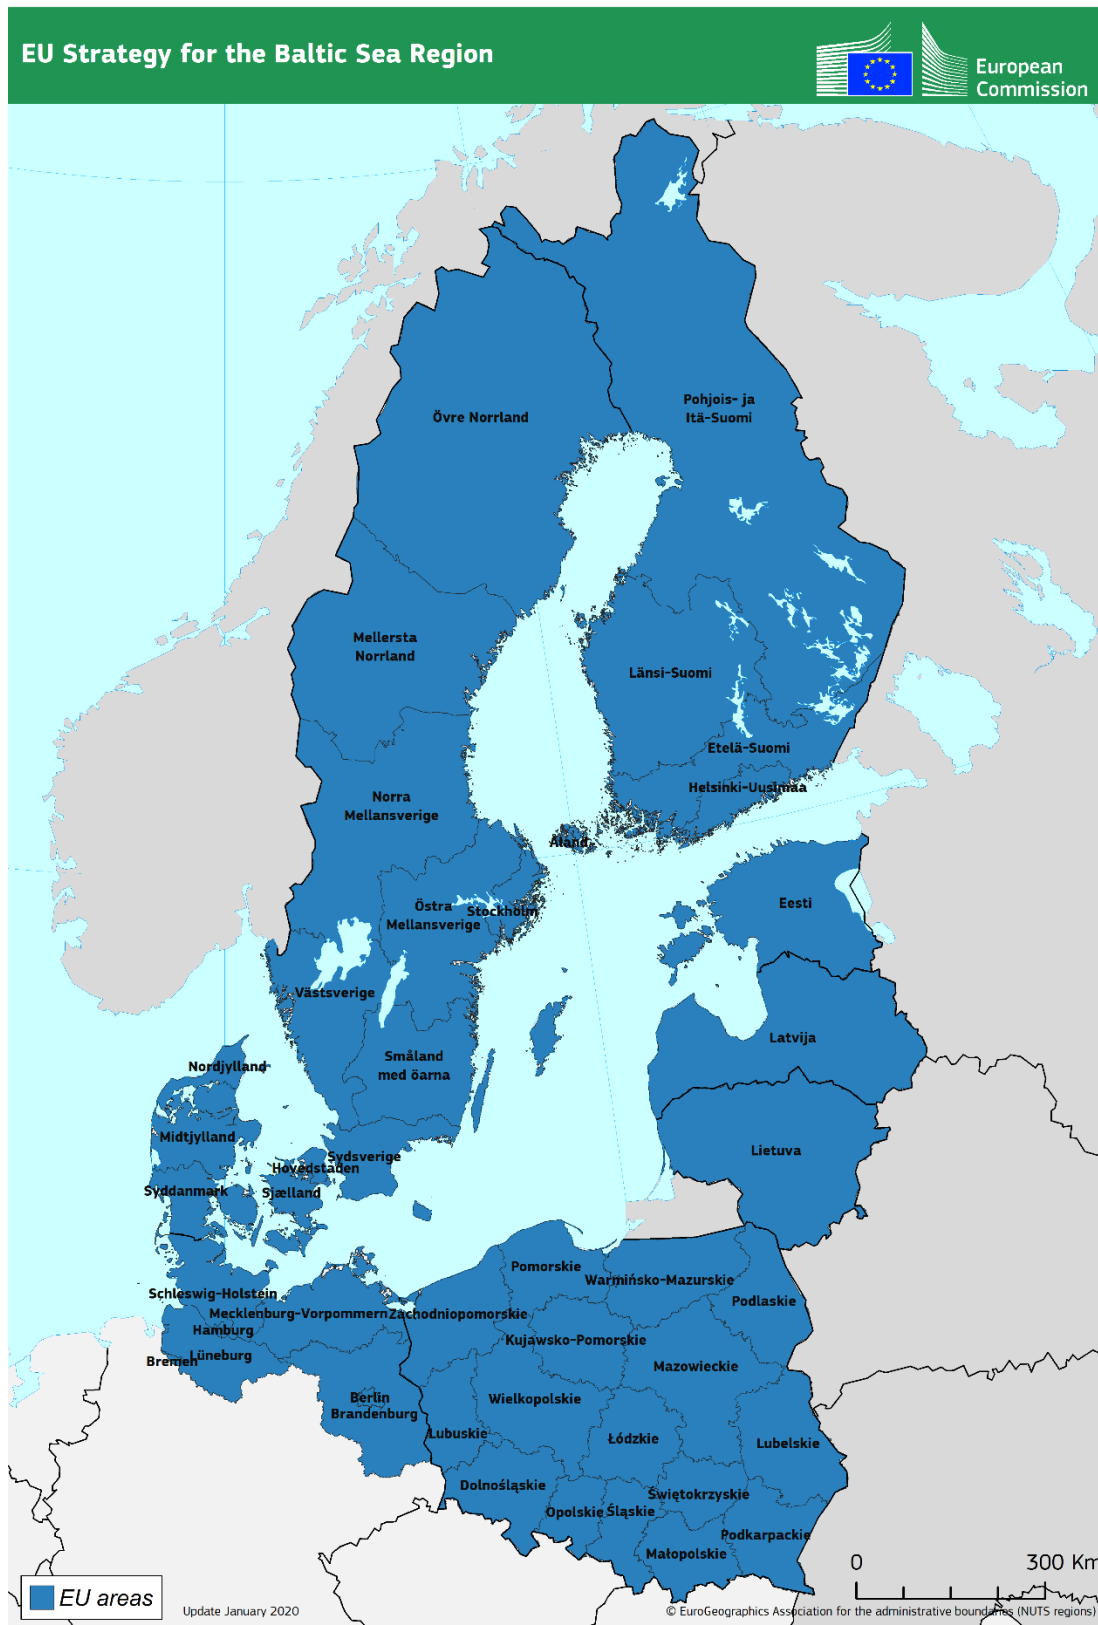 EU Strategy for the Baltic Sea Region
European
Commission
Pohjois- ja
Itä-Suomi
Övre Norrland
Mellersta
Norrland
Länsi-Suomi
Etelä-Suomi
Helsinki-Uusimaa
Norra
Mellansverige
Åland
Östra
Mellansverige
Stockholm
Eesti
Västsverige
Latvija
Småland
med öarna
Nordjylland
Midtjylland
Lietuva
Sydsverige
Hovedstaden
Syddanmark
Sjælland
Pomorskie
Warmińsko-Mazurskie
Schleswig-Holstein
Podlaskie
Mecklenburg-Vorpommern
Zachodniopomorskie
Hamburg
Kujawsko-Pomorskie
Lüneburg
Bremen
Mazowieckie
Berlin
Wielkopolskie
Brandenburg
Lubuskie
Łódzkie
Lubelskie
Dolnośląskie
Świętokrzyskie
Opolskie
Śląskie
Podkarpackie
Małopolskie
0 300 Km
EU areas
Update January 2020
© EuroGeographics Association for the administrative boundaries (NUTS regions)